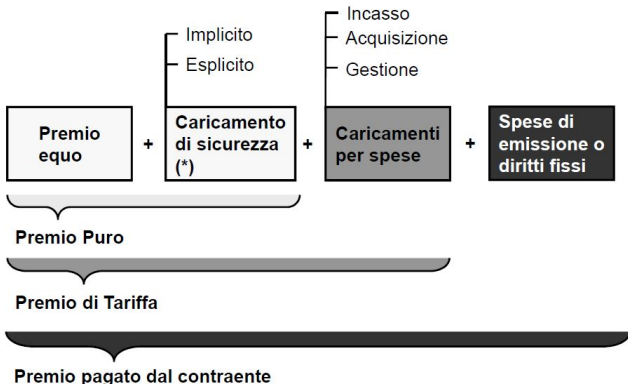 Implicito
Esplicito
Incasso
Acquisizione
Gestione
Premio
equo
+
Caricamento
di sicurezza
(*)
+
Caricamenti
per spese
+
Spese di
emissione o
diritti fissi
Premio Puro
Premio di Tariffa
Premio pagato dal contraente